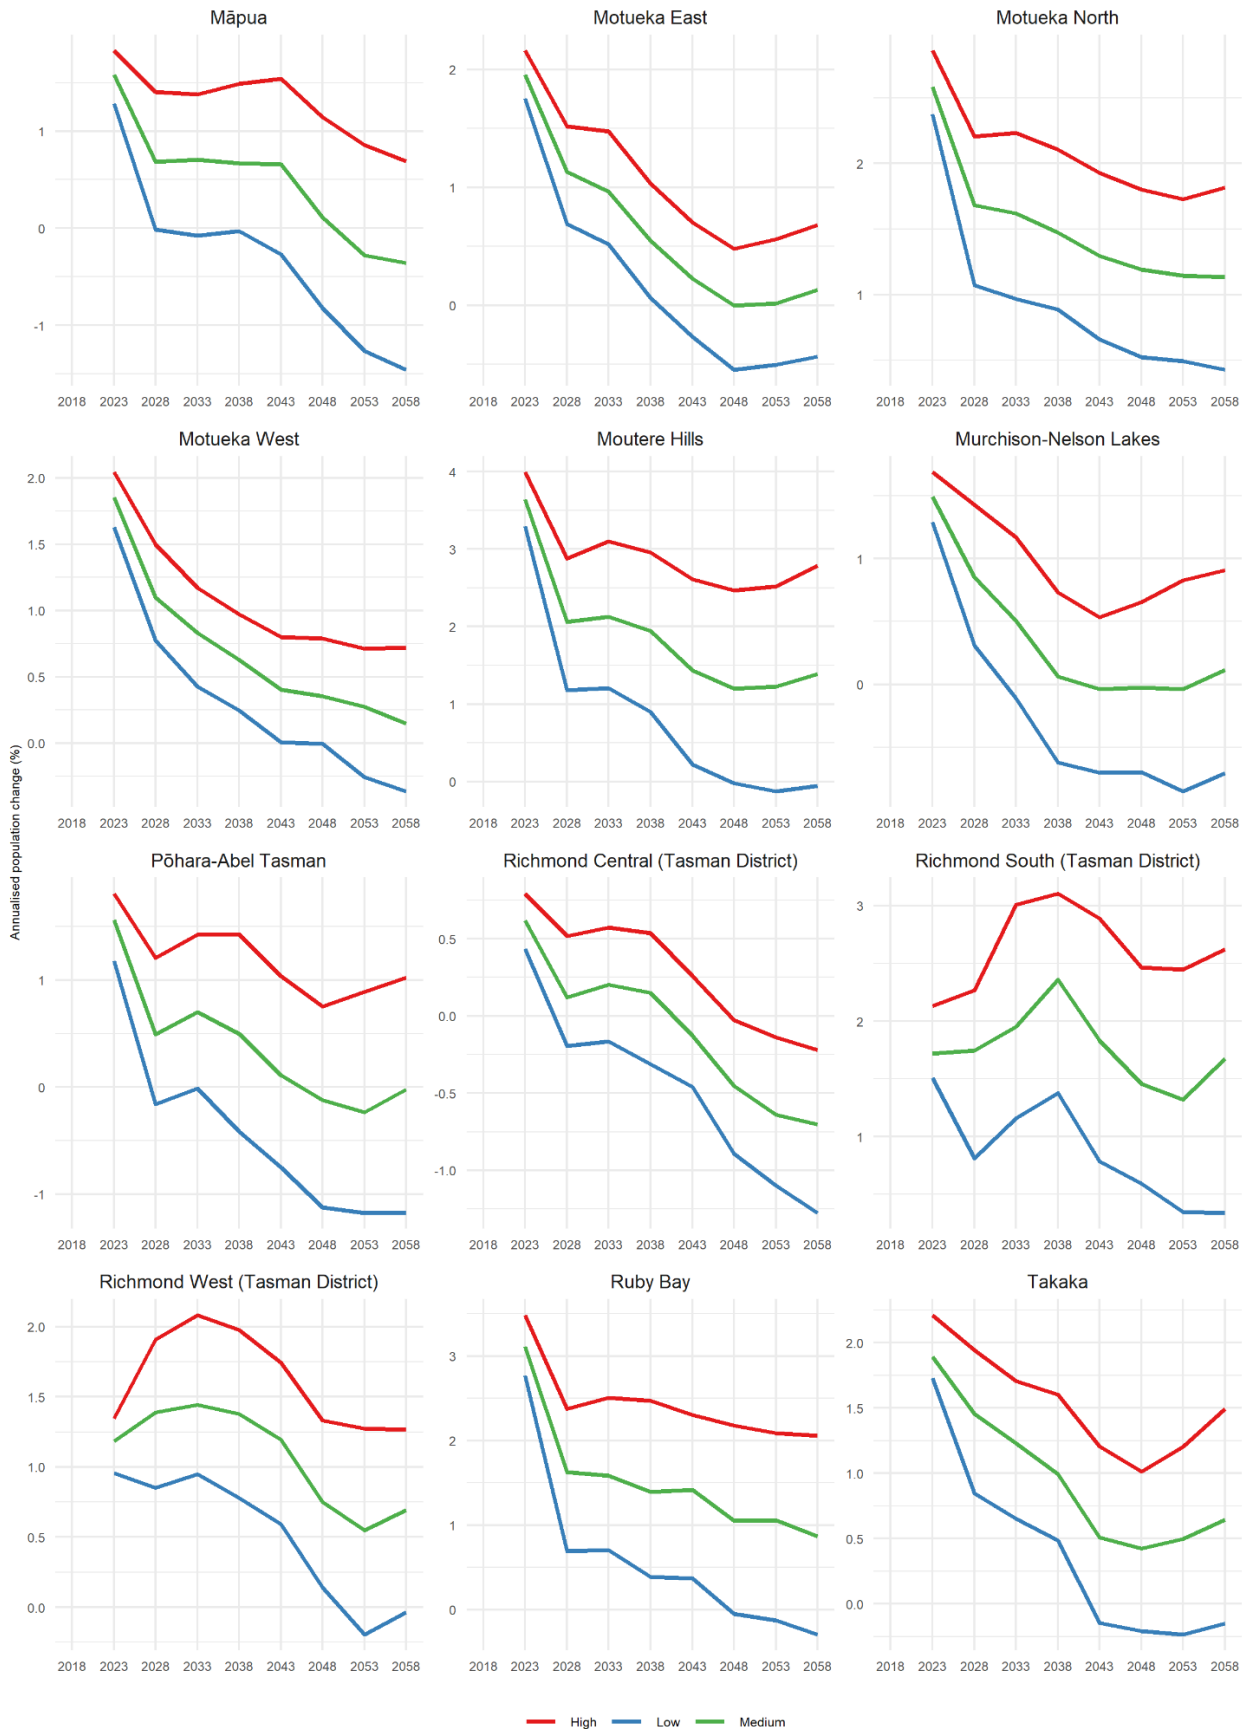 Māpua
Motueka East
Motueka North
1
0
-1
2
1
0
2
1
2018 2023 2028 2033 2038 2043 2048 2053 2058
2018 2023 2028 2033 2038 2043 2048 2053 2058
2018 2023 2028 2033 2038 2043 2048 2053 2058
Motueka West
Moutere Hills
Murchison-Nelson Lakes
2.0
1.5
1.0
0.5
0.0
4
3
2
1
0
1
0
2018 2023 2028 2033 2038 2043 2048 2053 2058
2018 2023 2028 2033 2038 2043 2048 2053 2058
2018 2023 2028 2033 2038 2043 2048 2053 2058
Annualised population change (%)
Pōhara-Abel Tasman
Richmond Central (Tasman District)
Richmond South (Tasman District)
1
0
-1
0.5
0.0
-0.5
-1.0
3
2
1
2018 2023 2028 2033 2038 2043 2048 2053 2058
2018 2023 2028 2033 2038 2043 2048 2053 2058
2018 2023 2028 2033 2038 2043 2048 2053 2058
Richmond West (Tasman District)
Ruby Bay
Takaka
2.0
1.5
1.0
0.5
0.0
3
2
1
0
2.0
1.5
1.0
0.5
0.0
2018 2023 2028 2033 2038 2043 2048 2053 2058
2018 2023 2028 2033 2038 2043 2048 2053 2058
2018 2023 2028 2033 2038 2043 2048 2053 2058
High Low Medium